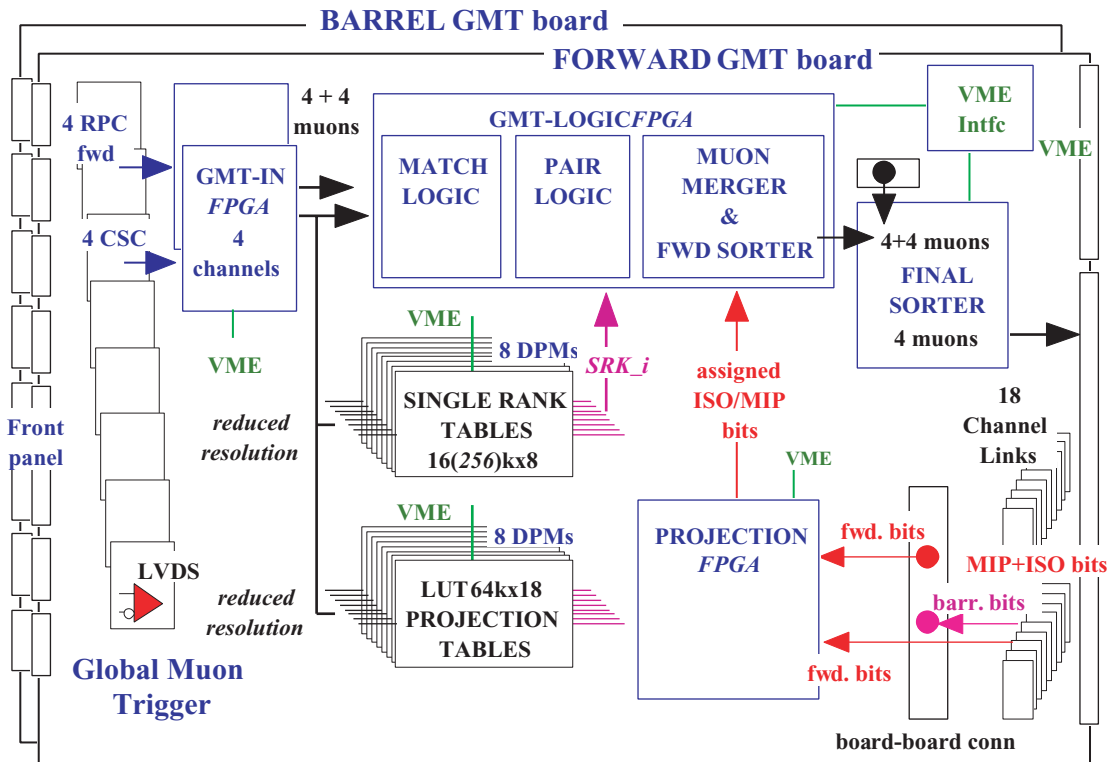 BARREL GMT board
FORWARD GMT board
4 RPC
fwd
4 CSC
4 + 4
muons
GMT-IN
FPGA
4
channels
VME
GMT-LOGICFPGA
MATCH
LOGIC
PAIR
LOGIC
MUON
MERGER
&
FWD SORTER
VME
Intfc
VME
4+4 muons
FINAL
SORTER
4 muons
VME
8 DPMs
SINGLE RANK
TABLES
16(256)kx8
reduced
resolution
SRK_i
assigned
ISO/MIP
bits
18
Channel
Links
Front
panel
VME
8 DPMs
LUT64kx18
PROJECTION
TABLES
reduced
resolution
VME
PROJECTION
FPGA
fwd. bits
MIP+ISO bits
barr. bits
fwd. bits
LVDS
Global Muon
Trigger
board-board conn